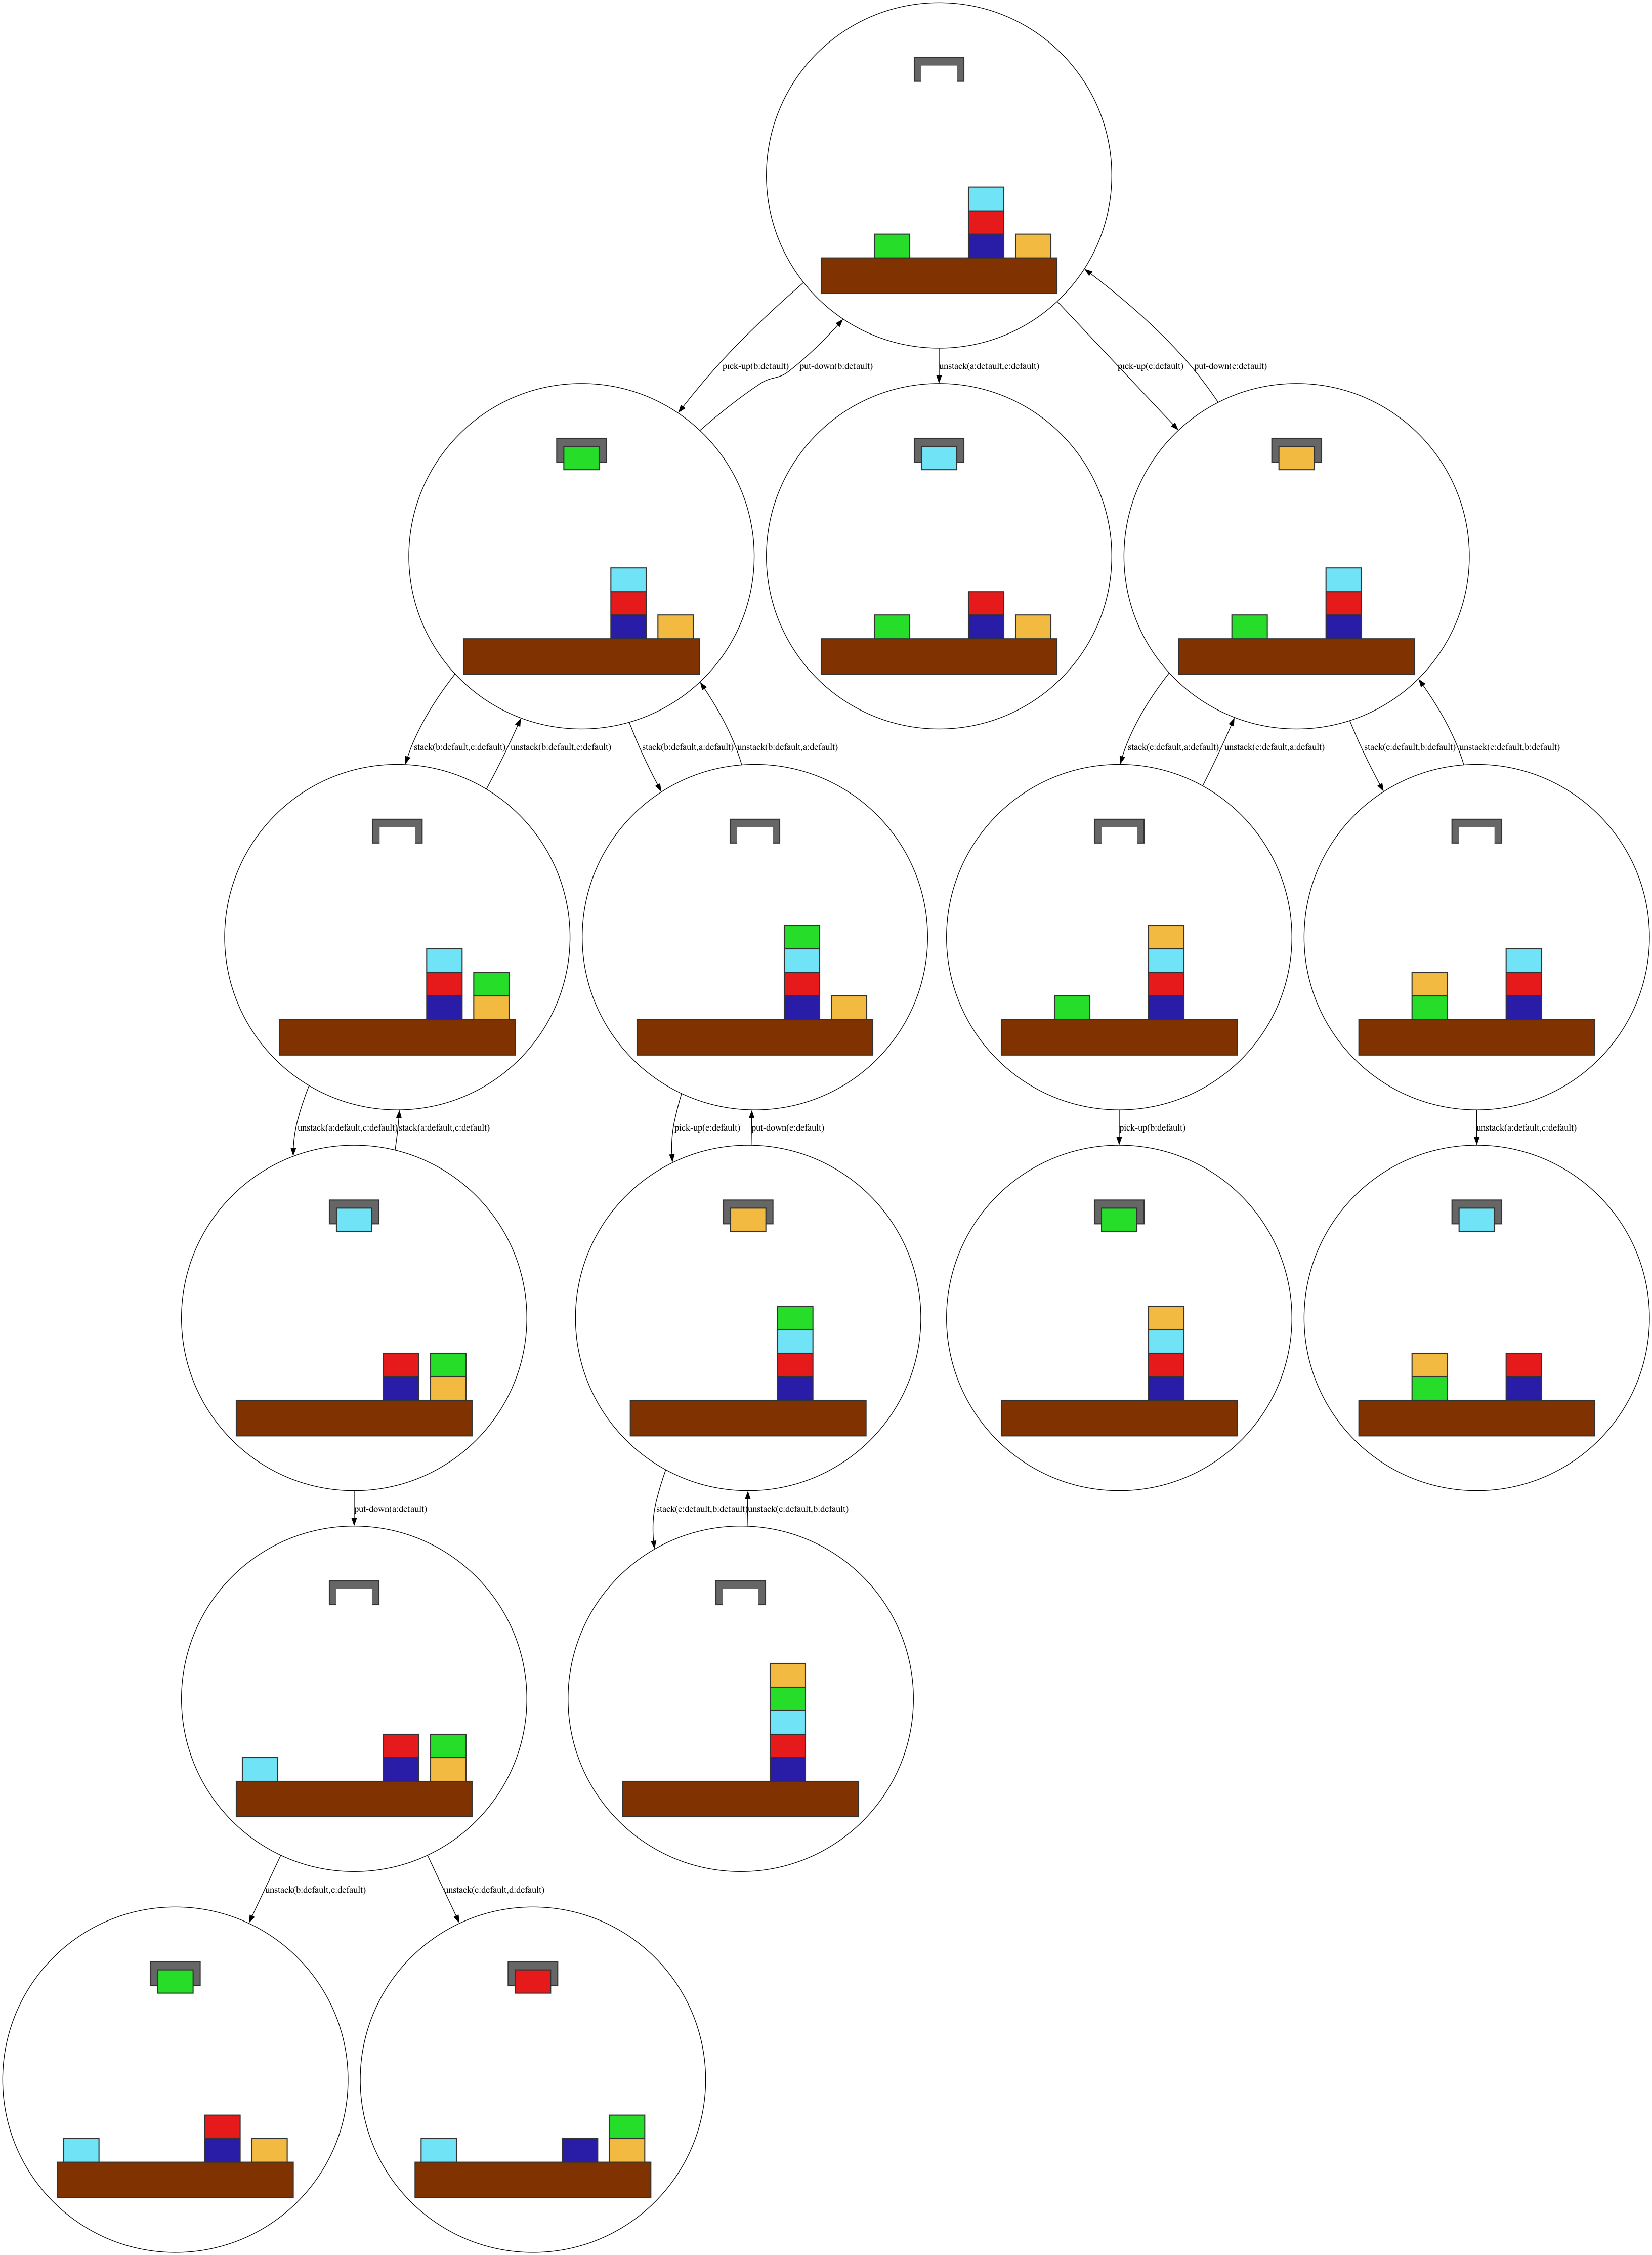 pick-up(b:default)
put-down(b:default)
unstack(a:default,c:default)
pick-up(e:default)
put-down(e:default)
stack(b:default,e:default)
unstack(b:default,e:default)
stack(b:default,a:default)
unstack(b:default,a:default)
stack(e:default,a:default)
unstack(e:default,a:default)
stack(e:default,b:default)
unstack(e:default,b:default)
unstack(a:default,c:default)
stack(a:default,c:default)
pick-up(e:default)
put-down(e:default)
pick-up(b:default)
unstack(a:default,c:default)
put-down(a:default)
stack(e:default,b:default)
unstack(e:default,b:default)
unstack(b:default,e:default)
unstack(c:default,d:default)